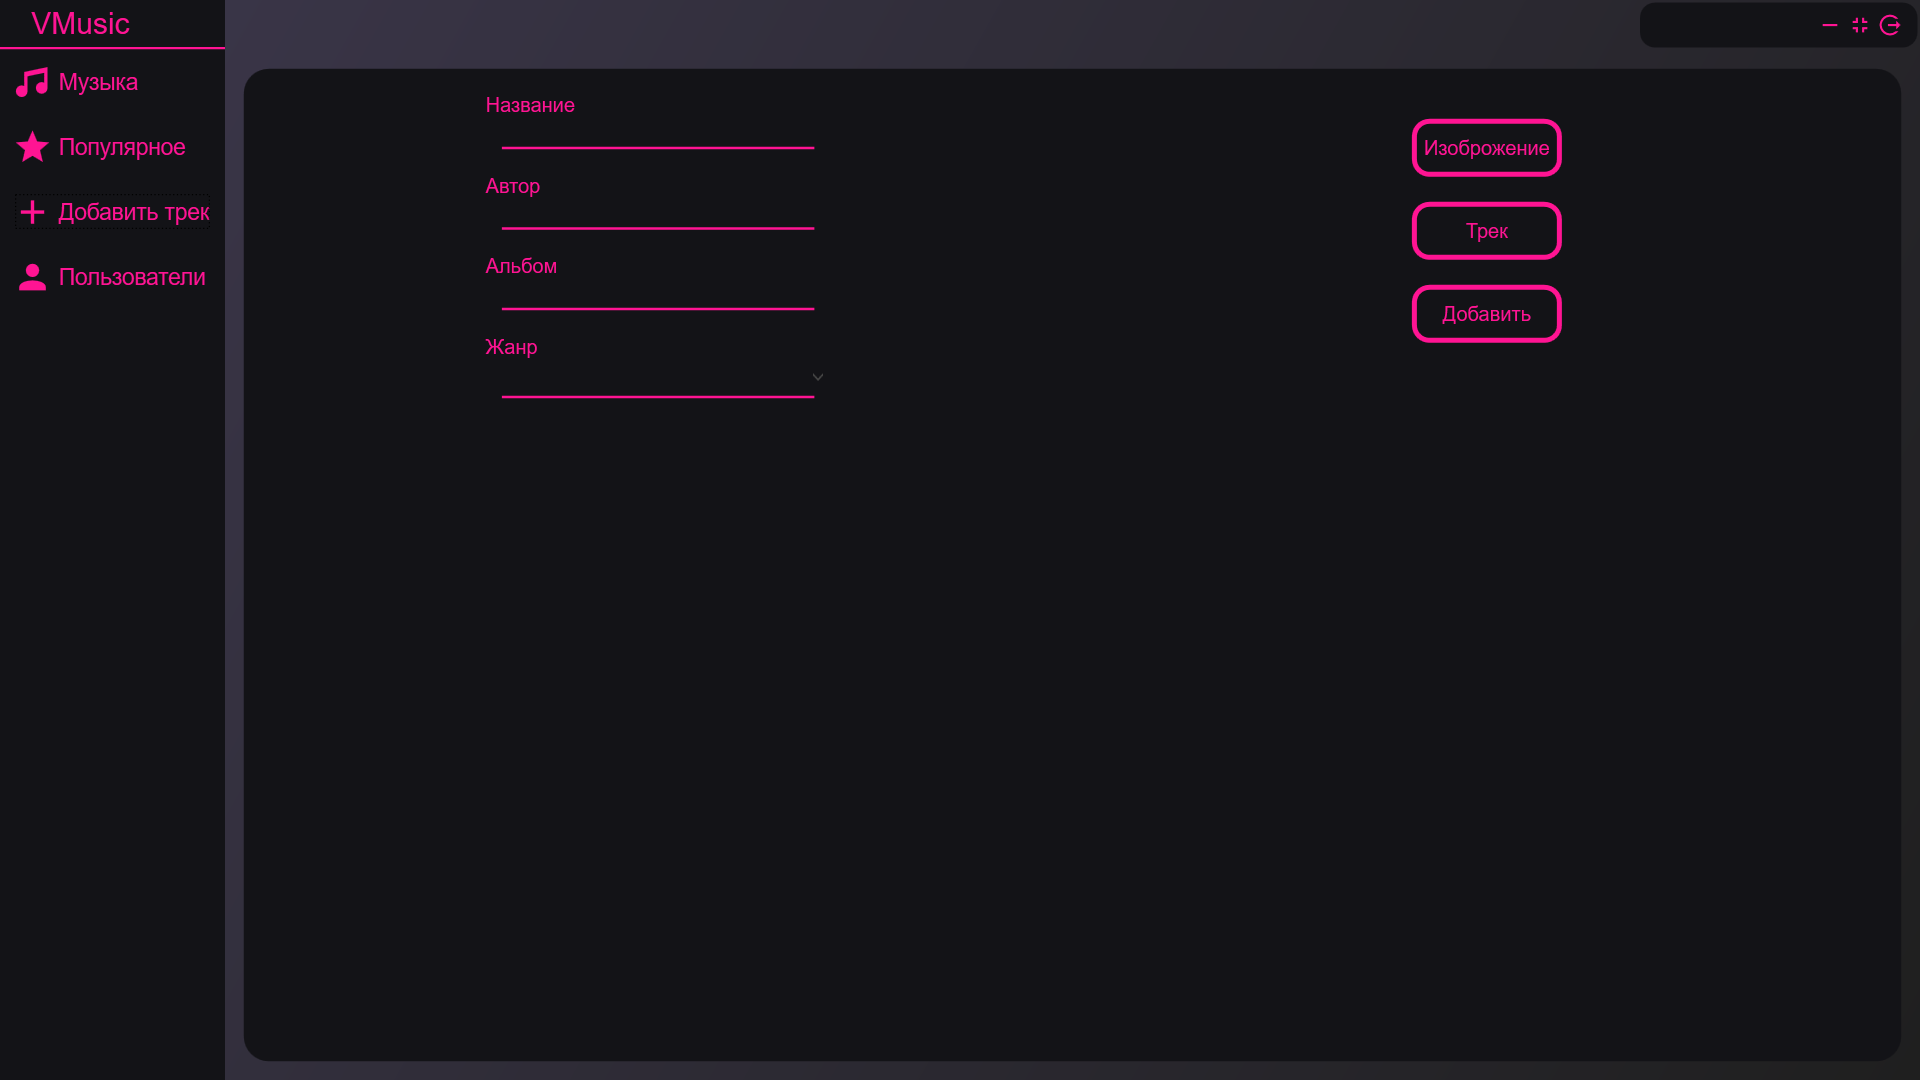 VMusic
Музыка
Популярное
Добавить трек
Пользователи
Название
Автор
Альбом
Жанр
Изоброжение
Трек
Добавить